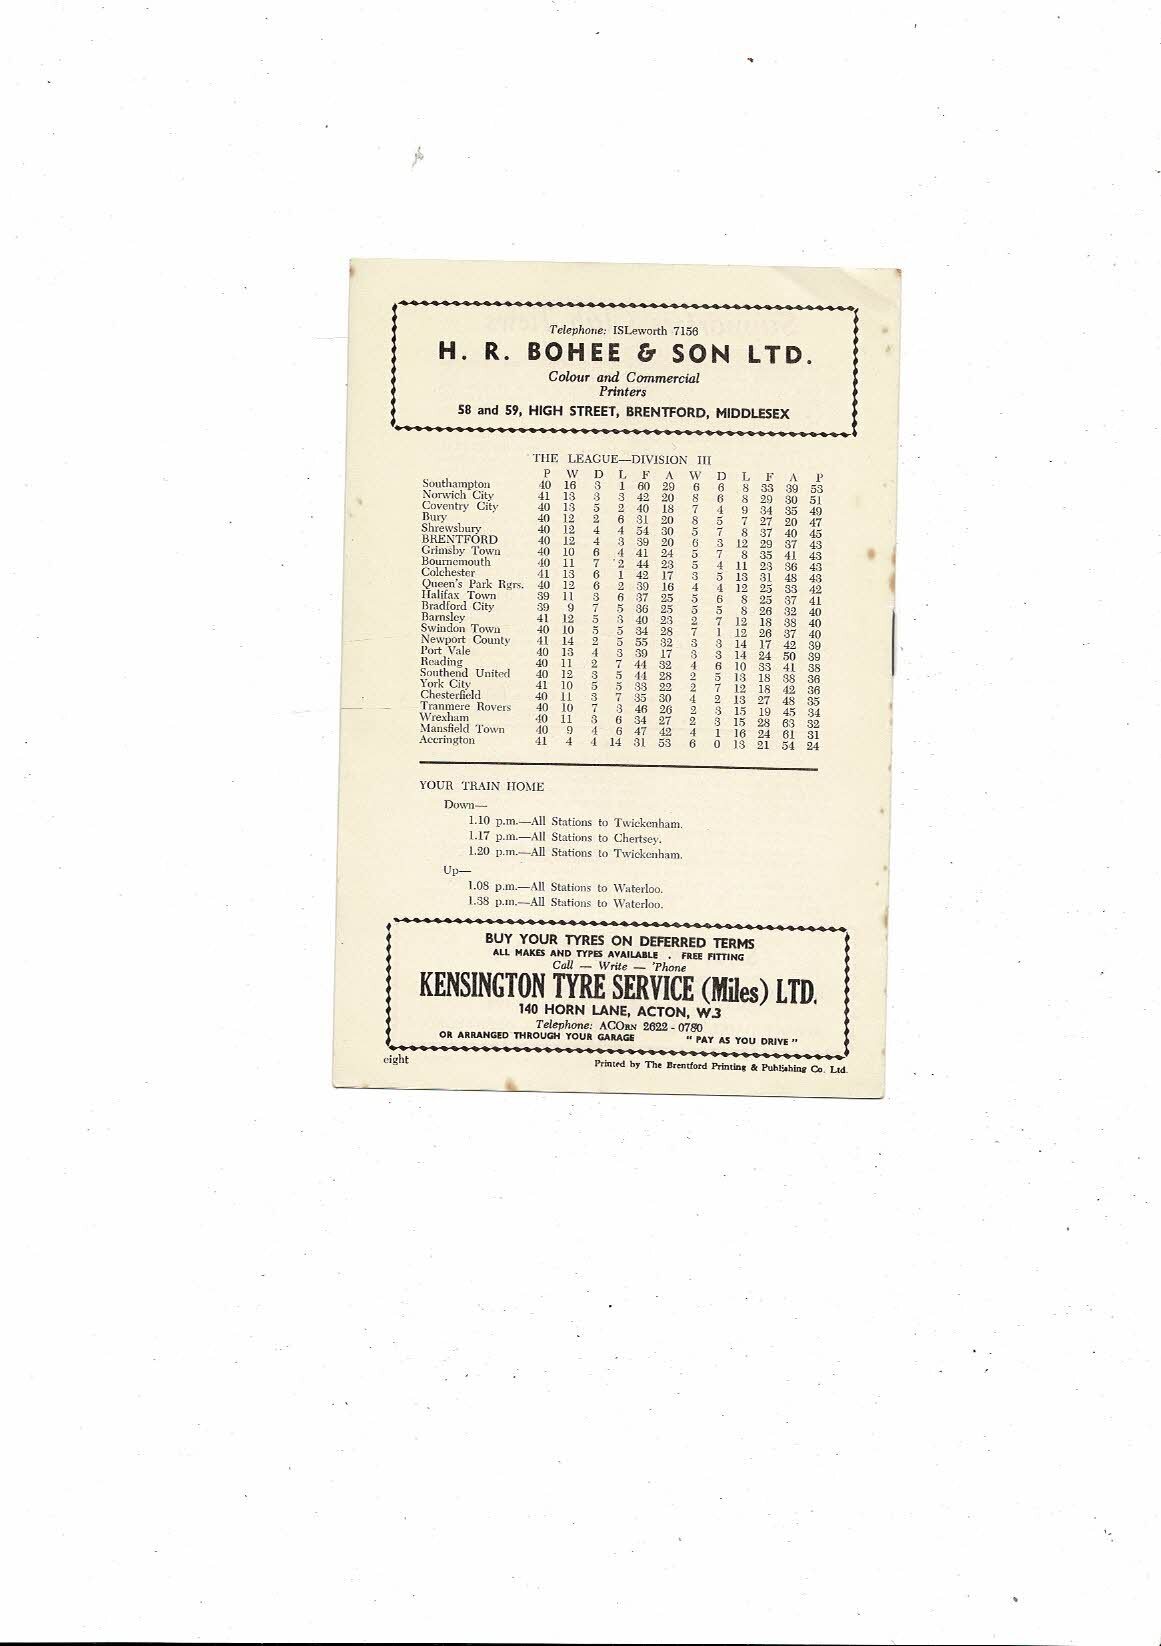 Telephone: ISLeworth 7156
H. R. BOHEE & SON LTD.
Colour and Commercial
Printers
58 and 59, HIGH STREET, BRENTFORD, MIDDLESEX
THE LEAGUE—DIVISION III
P W D L F A W D L F A P
Southampton 40 16 3 1 60 29 6 6 8 33 39 53
Norwich City 41 13 3 3 42 20 8 6 8 29 30 51
Coventry City 40 13 5 2 40 18 7 4 9 34 35 49
Bury 40 12 2 6 31 20 8 5 7 27 20 47
Shrewsbury 40 12 4 4 54 30 5 7 8 37 40 45
BRENTFORD 40 12 4 3 39 20 6 3 12 29 37 43
Grimsby Town 40 10 6 4 41 24 5 7 8 35 41 43
Bournemouth 40 11 7 2 44 23 5 4 11 23 36 43
Colchester 41 13 6 1 42 17 3 5 13 31 48 43
Queen's Park Rgrs. 40 12 6 2 39 16 4 4 12 25 33 42
Halifax Town 39 11 3 6 37 25 5 6 8 25 37 41
Bradford City 39 9 7 5 36 25 5 5 8 26 32 40
Barnsley 41 12 5 3 40 23 2 7 12 18 38 40
Swindon Town 40 10 5 5 34 28 7 1 12 26 37 40
Newport County 41 14 2 5 55 32 3 3 14 17 42 39
Port Vale 40 13 4 3 39 17 3 3 14 24 50 39
Reading 40 11 2 7 44 32 4 6 10 33 41 38
Southend United 40 12 3 5 44 28 2 5 13 18 38 36
York City 41 10 5 5 33 22 2 7 12 18 42 36
Chesterfield 40 11 3 7 35 30 4 2 13 27 48 35
Tranmere Rovers 40 10 7 3 46 26 2 3 15 19 45 34
Wrexham 40 11 3 6 34 27 2 3 15 28 63 32
Mansfield Town 40 9 4 6 47 42 4 1 16 24 61 31
Accrington 41 4 4 14 31 53 6 0 13 21 54 24
YOUR TRAIN HOME
Down—
1.10 p.m.—All Stations to Twickenham.
1.17 p.m.—All Stations to Chertsey.
1.20 p.m.—All Stations to Twickenham.
Up—
1.08 p.m.—All Stations to Waterloo.
1.38 p.m.—All Stations to Waterloo.
BUY YOUR TYRES ON DEFERRED TERMS
ALL MAKES AND TYPES AVAILABLE . FREE FITTING
Call — Write — 'Phone
KENSINGTON TYRE SERVICE (Miles) LTD.
140 HORN LANE, ACTON, W.3
Telephone: ACORN 2622 - 0780
OR ARRANGED THROUGH YOUR GARAGE " PAY AS YOU DRIVE "
eight
Printed by The Brentford Printing & Publishing Co. Ltd.